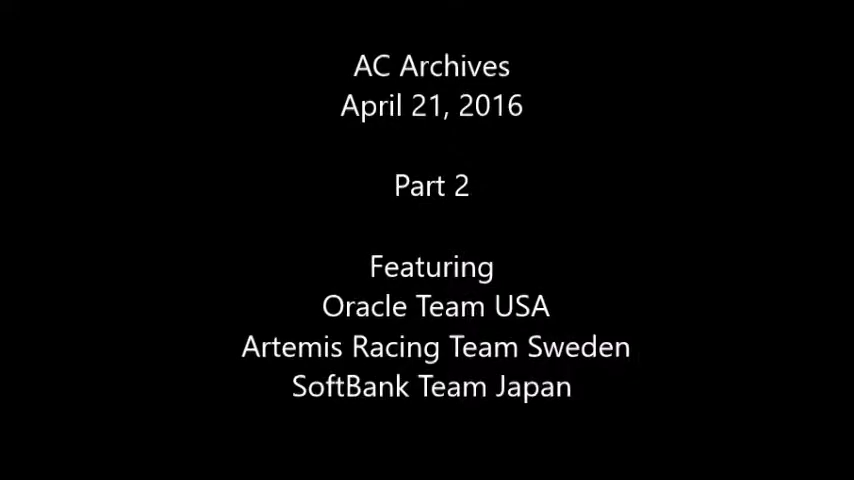 AC Archives
April 21, 2016
Part 2
Featuring
Oracle Team USA
Artemis Racing Team Sweden
SoftBank Team Japan